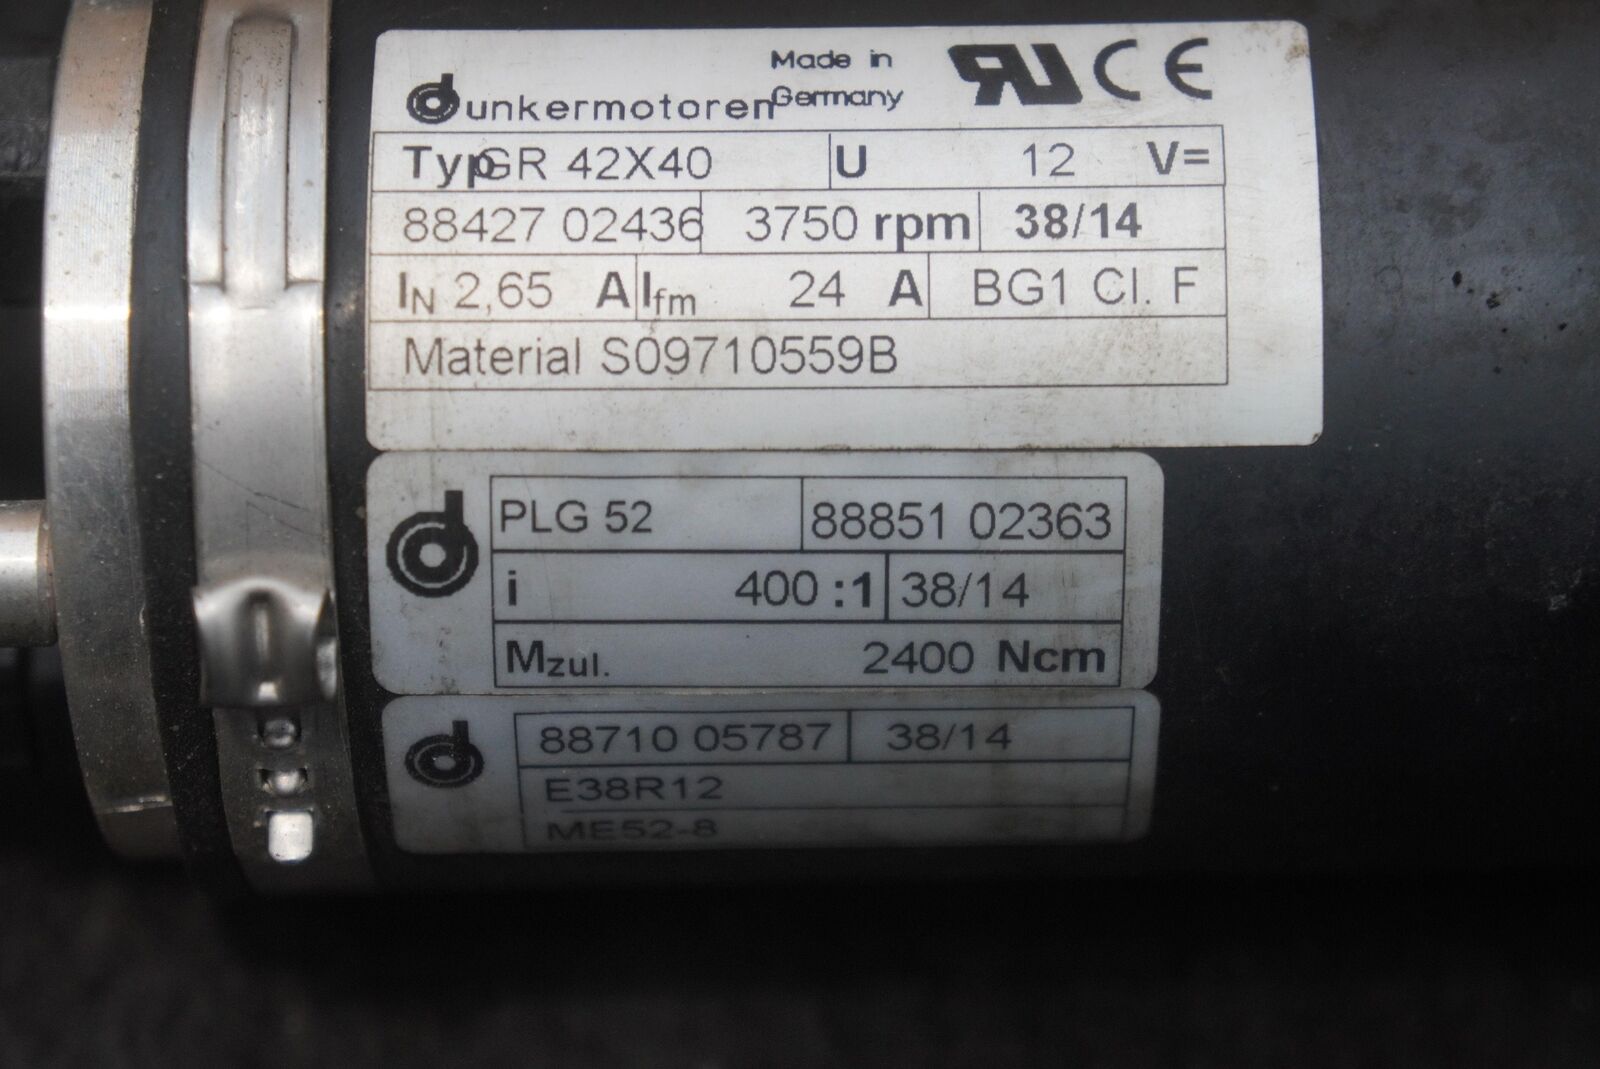 dunkermotoren Made in Germany RU CE
Typ GR 42X40 U 12 V=
88427 02436 3750 rpm 38/14
IN 2,65 A Ifm 24 A BG1 Cl. F
Material S09710559B
d PLG 52 88851 02363
i 400 :1 38/14
Mzul. 2400 Ncm
d 88710 05787 38/14
E38R12
ME52-8